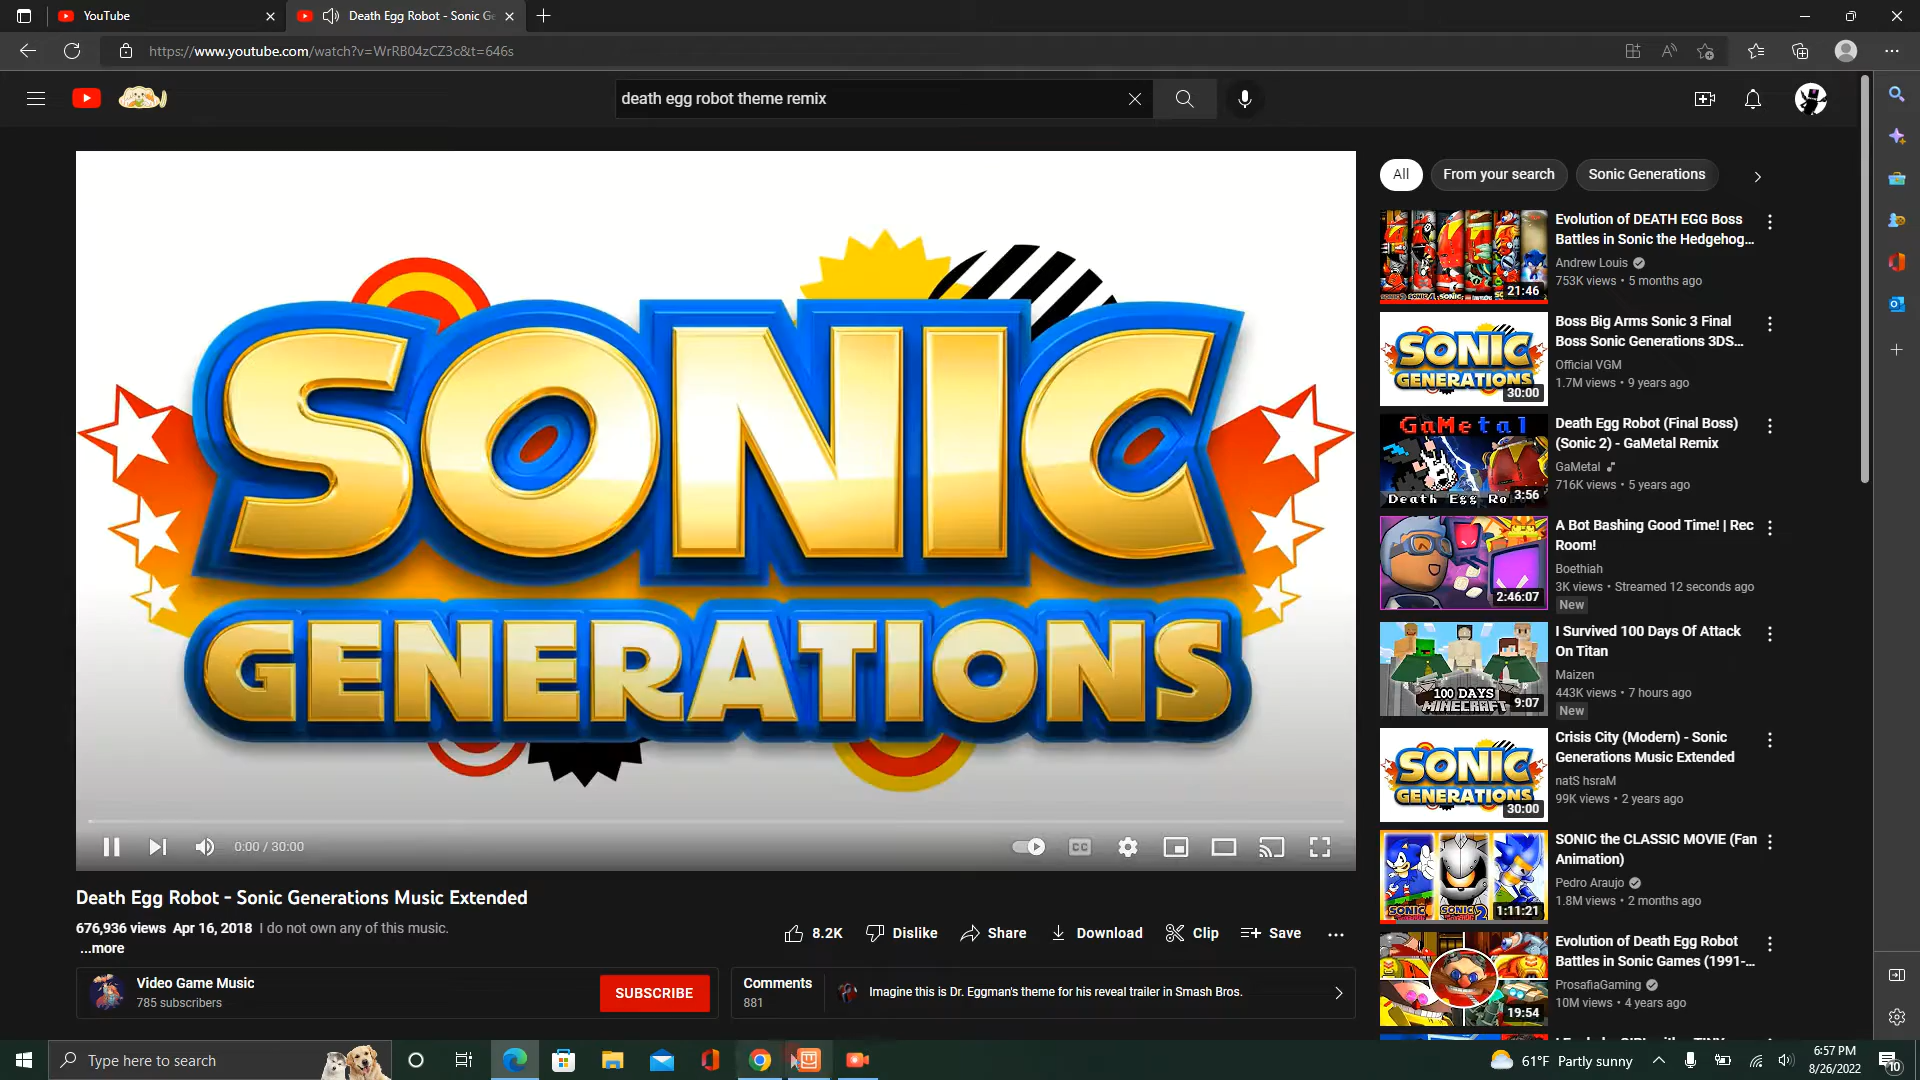 YouTube
Death Egg Robot - Sonic Ge
https://www.youtube.com/watch?v=WrRB04zCZ3c&t=646s
death egg robot theme remix
SONIC
GENERATIONS
0:00 / 30:00
CC
Death Egg Robot - Sonic Generations Music Extended
676,936 views Apr 16, 2018 I do not own any of this music.
...more
8.2K
Dislike
Share
Download
Clip
Save
Video Game Music
785 subscribers
SUBSCRIBE
Comments
881
Imagine this is Dr. Eggman's theme for his reveal trailer in Smash Bros.
All
From your search
Sonic Generations
21:46
Evolution of DEATH EGG Boss
Battles in Sonic the Hedgehog...
Andrew Louis
753K views • 5 months ago
SONIC
GENERATIONS
30:00
Boss Big Arms Sonic 3 Final
Boss Sonic Generations 3DS...
Official VGM
1.7M views • 9 years ago
GaMetal
Death Egg Ro
3:56
Death Egg Robot (Final Boss)
(Sonic 2) - GaMetal Remix
GaMetal
716K views • 5 years ago
2:46:07
A Bot Bashing Good Time! | Rec
Room!
Boethiah
3K views • Streamed 12 seconds ago
New
100 DAYS
MINECRAFT
9:07
I Survived 100 Days Of Attack
On Titan
Maizen
443K views • 7 hours ago
New
SONIC
GENERATIONS
30:00
Crisis City (Modern) - Sonic
Generations Music Extended
natS hsraM
99K views • 2 years ago
1:11:21
SONIC the CLASSIC MOVIE (Fan
Animation)
Pedro Araujo
1.8M views • 2 months ago
19:54
Evolution of Death Egg Robot
Battles in Sonic Games (1991-...
ProsafiaGaming
10M views • 4 years ago
Type here to search
61°F Partly sunny
6:57 PM
8/26/2022
10